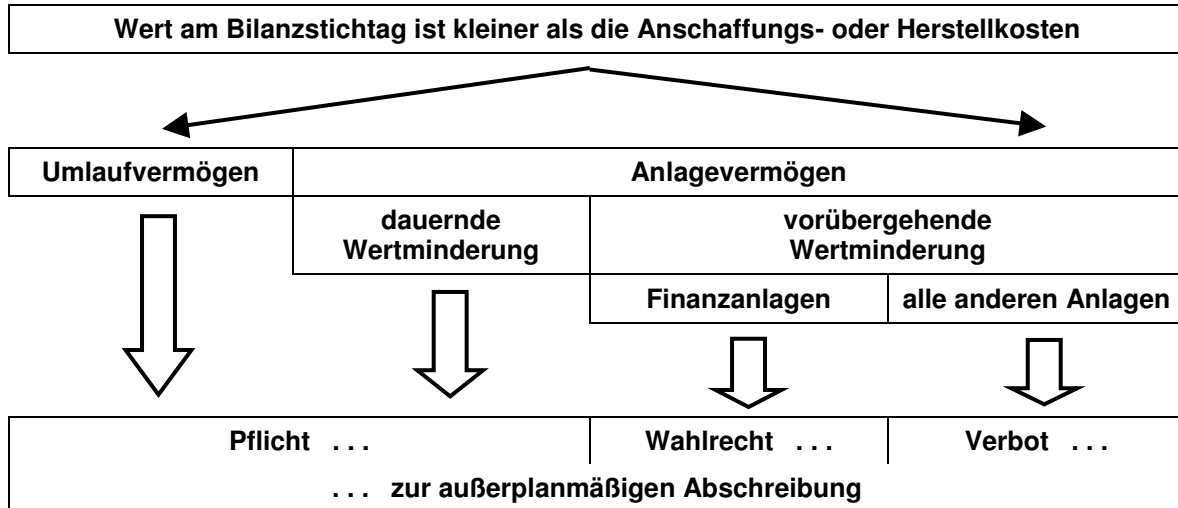 Wert am Bilanzstichtag ist kleiner als die Anschaffungs- oder Herstellkosten
Umlaufvermögen
Anlagevermögen
dauernde
Wertminderung
vorübergehende
Wertminderung
Finanzanlagen
alle anderen Anlagen
Pflicht . . .
Wahlrecht . . .
Verbot . . .
. . . zur außerplanmäßigen Abschreibung